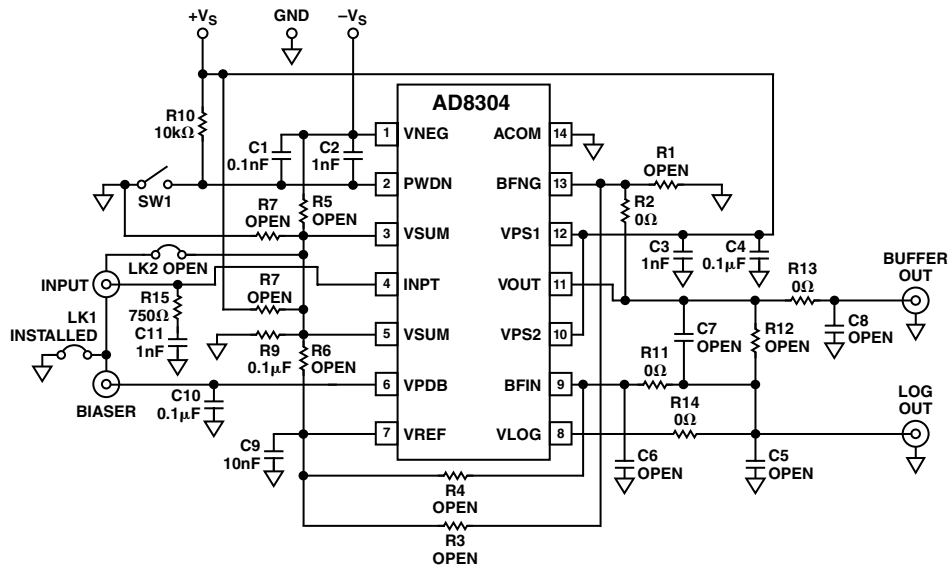 +VS
GND
–VS
AD8304
R10
10kΩ
C1
0.1nF
C2
1nF
1
VNEG
ACOM
14
R1
OPEN
SW1
2
PWDN
BFNG
13
R2
0Ω
R7
OPEN
R5
OPEN
3
VSUM
VPS1
12
C3
1nF
C4
0.1µF
LK2 OPEN
BUFFER
OUT
INPUT
R15
750Ω
R7
OPEN
4
INPT
VOUT
11
R13
0Ω
LK1
INSTALLED
C11
1nF
R9
0.1µF
R6
OPEN
5
VSUM
VPS2
10
C7
OPEN
R12
OPEN
C8
OPEN
R11
0Ω
BIASER
C10
0.1µF
6
VPDB
BFIN
9
R14
0Ω
LOG
OUT
C9
10nF
7
VREF
VLOG
8
C6
OPEN
C5
OPEN
R4
OPEN
R3
OPEN